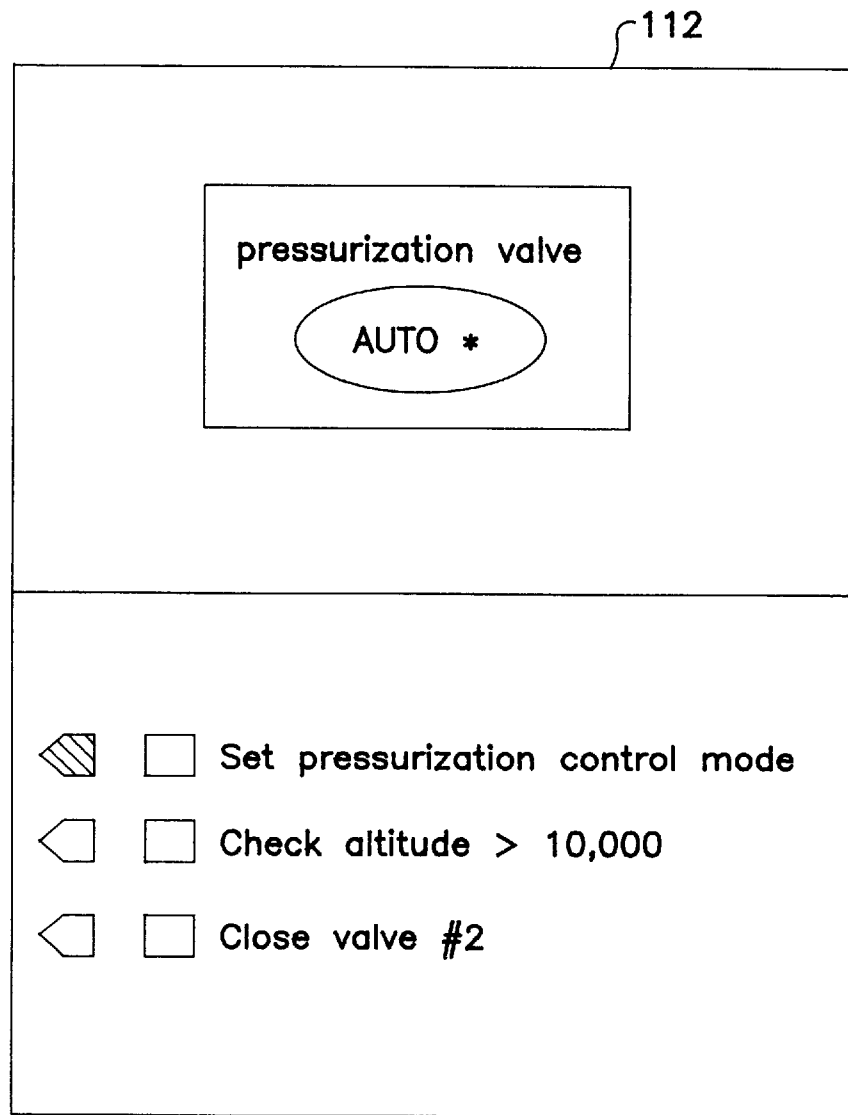 112
pressurization valve
AUTO *
Set pressurization control mode
Check altitude > 10,000
Close valve #2